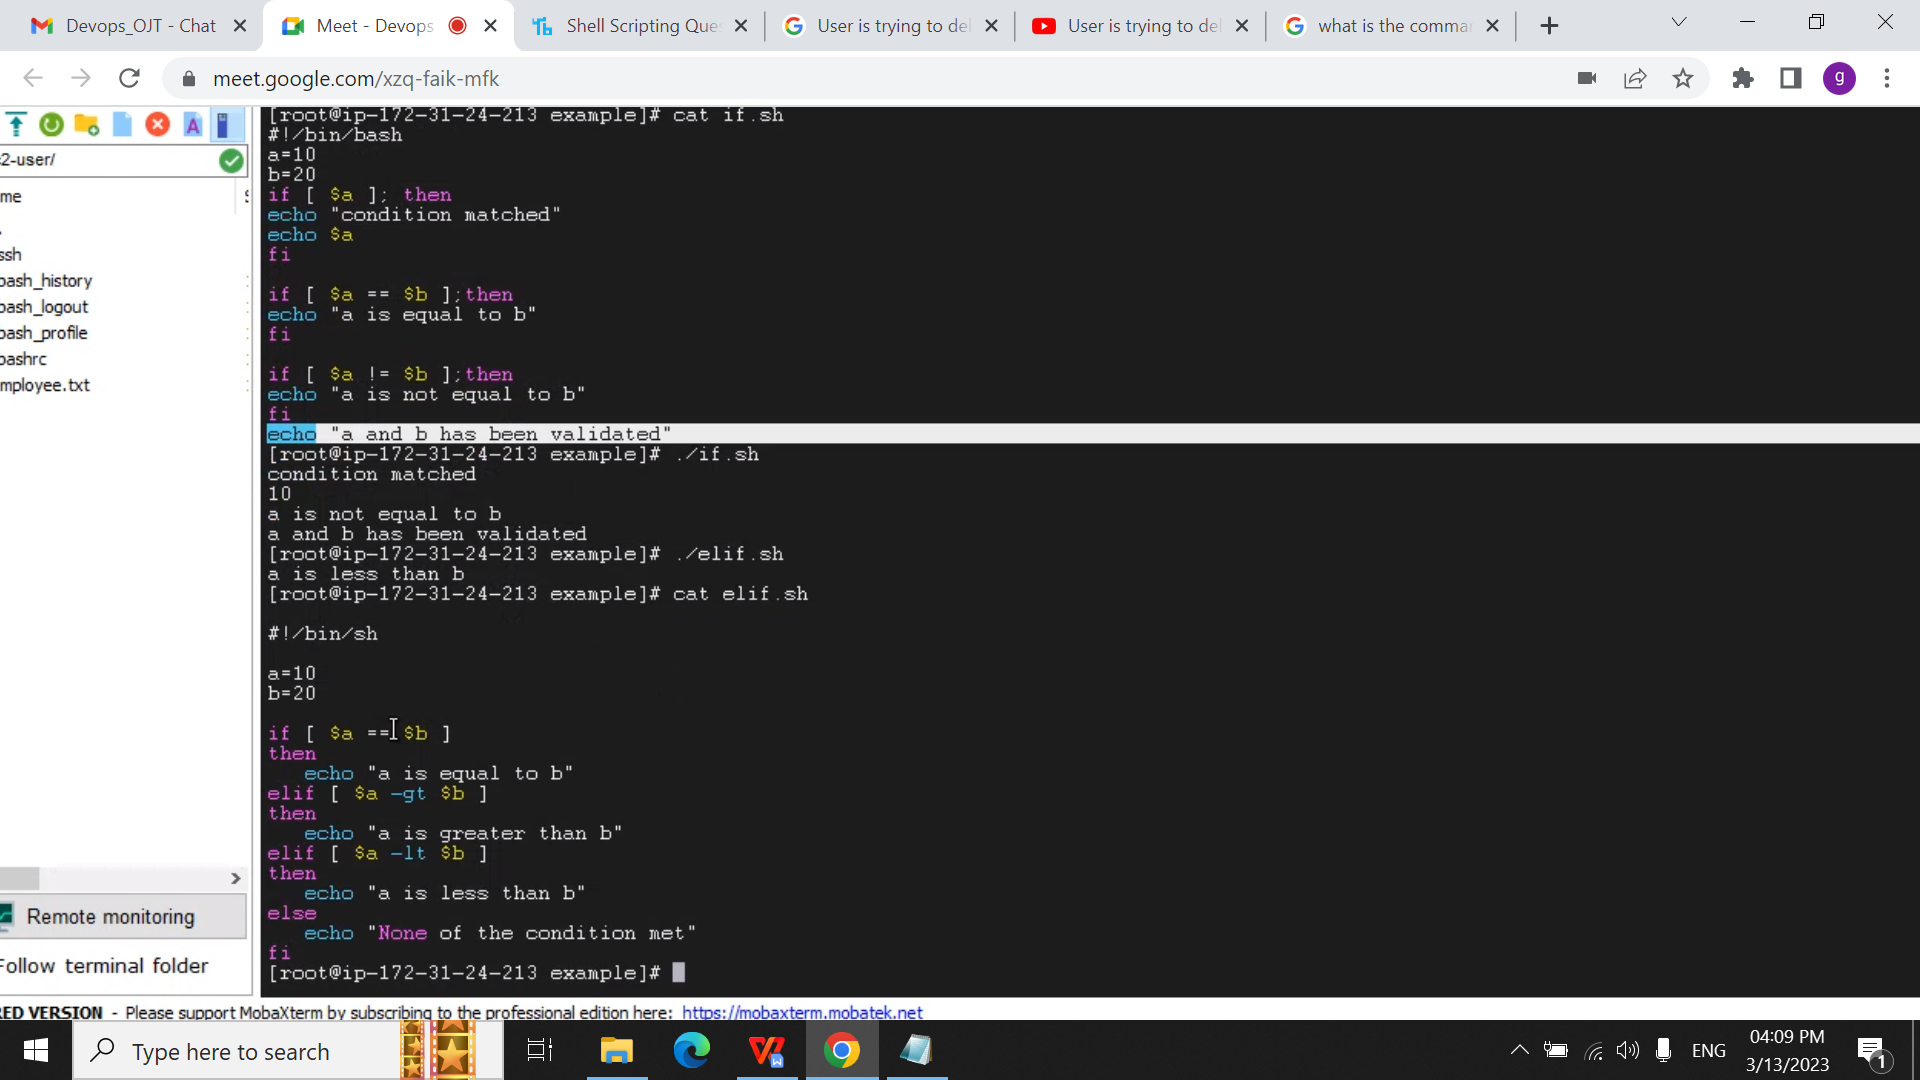 Devops_OJT - Chat
Meet - Devops
Shell Scripting Que
User is trying to del
User is trying to del
what is the comma
meet.google.com/xzq-faik-mfk
g
c2-user/
me
ssh
bash_history
bash_logout
bash_profile
bashrc
mployee.txt
Remote monitoring
Follow terminal folder
[root@ip-172-31-24-213 example]# cat if.sh
#!/bin/bash
a=10
b=20
if [ $a ]; then
echo "condition matched"
echo $a
fi
if [ $a == $b ];then
echo "a is equal to b"
fi
if [ $a != $b ];then
echo "a is not equal to b"
fi
echo "a and b has been validated"
[root@ip-172-31-24-213 example]# ./if.sh
condition matched
10
a is not equal to b
a and b has been validated
[root@ip-172-31-24-213 example]# ./elif.sh
a is less than b
[root@ip-172-31-24-213 example]# cat elif.sh
#!/bin/sh
a=10
b=20
if [ $a == $b ]
then
echo "a is equal to b"
elif [ $a -gt $b ]
then
echo "a is greater than b"
elif [ $a -lt $b ]
then
echo "a is less than b"
else
echo "None of the condition met"
fi
[root@ip-172-31-24-213 example]#
RED VERSION - Please support MobaXterm by subscribing to the professional edition here: https://mobaxterm.mobatek.net
Type here to search
ENG
04:09 PM
3/13/2023
1